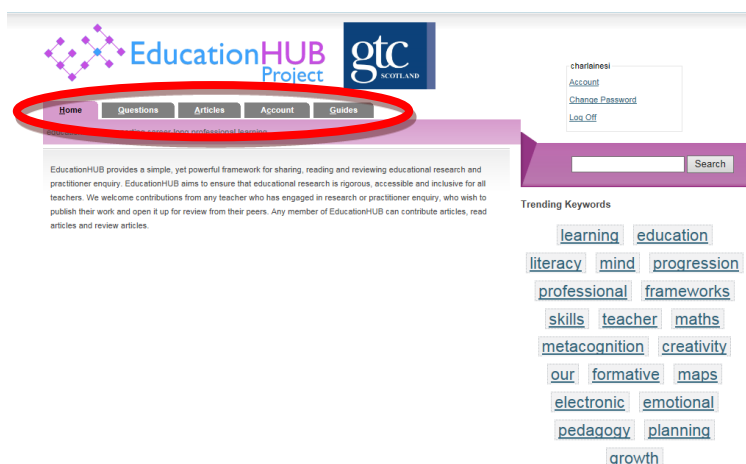 EducationHUB
Project
gtc
SCOTLAND
charlainesi
Account
Change Password
Log Off
Home Questions Articles Account Guides
career-long professional learning
Search
EducationHUB provides a simple, yet powerful framework for sharing, reading and reviewing educational research and
practitioner enquiry. EducationHUB aims to ensure that educational research is rigorous, accessible and inclusive for all
teachers. We welcome contributions from any teacher who has engaged in research or practitioner enquiry, who wish to
publish their work and open it up for review from their peers. Any member of EducationHUB can contribute articles, read
articles and review articles.
Trending Keywords
learning education
literacy mind progression
professional frameworks
skills teacher maths
metacognition creativity
our formative maps
electronic emotional
pedagogy planning
growth